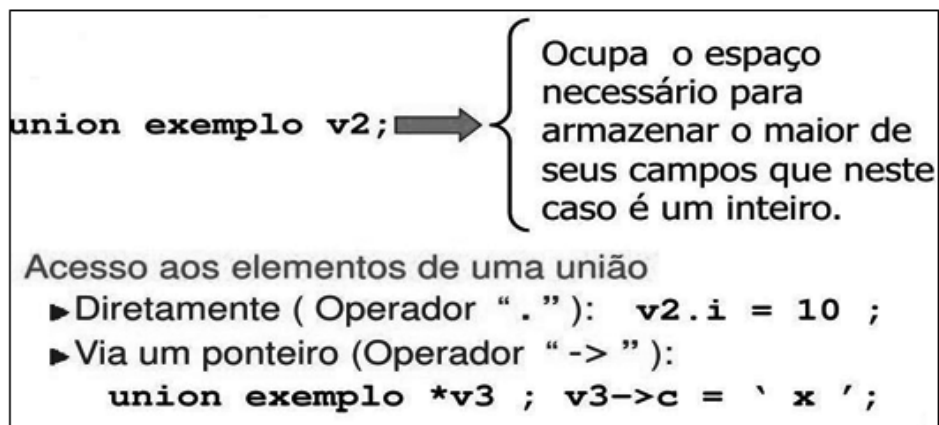 union exemplo v2;
Ocupa o espaço
necessário para
armazenar o maior de
seus campos que neste
caso é um inteiro.
Acesso aos elementos de uma união
►Diretamente ( Operador “ . ” ): v2.i = 10 ;
►Via um ponteiro (Operador “ -> ” ):
union exemplo *v3 ; v3->c = ‘ x ’;